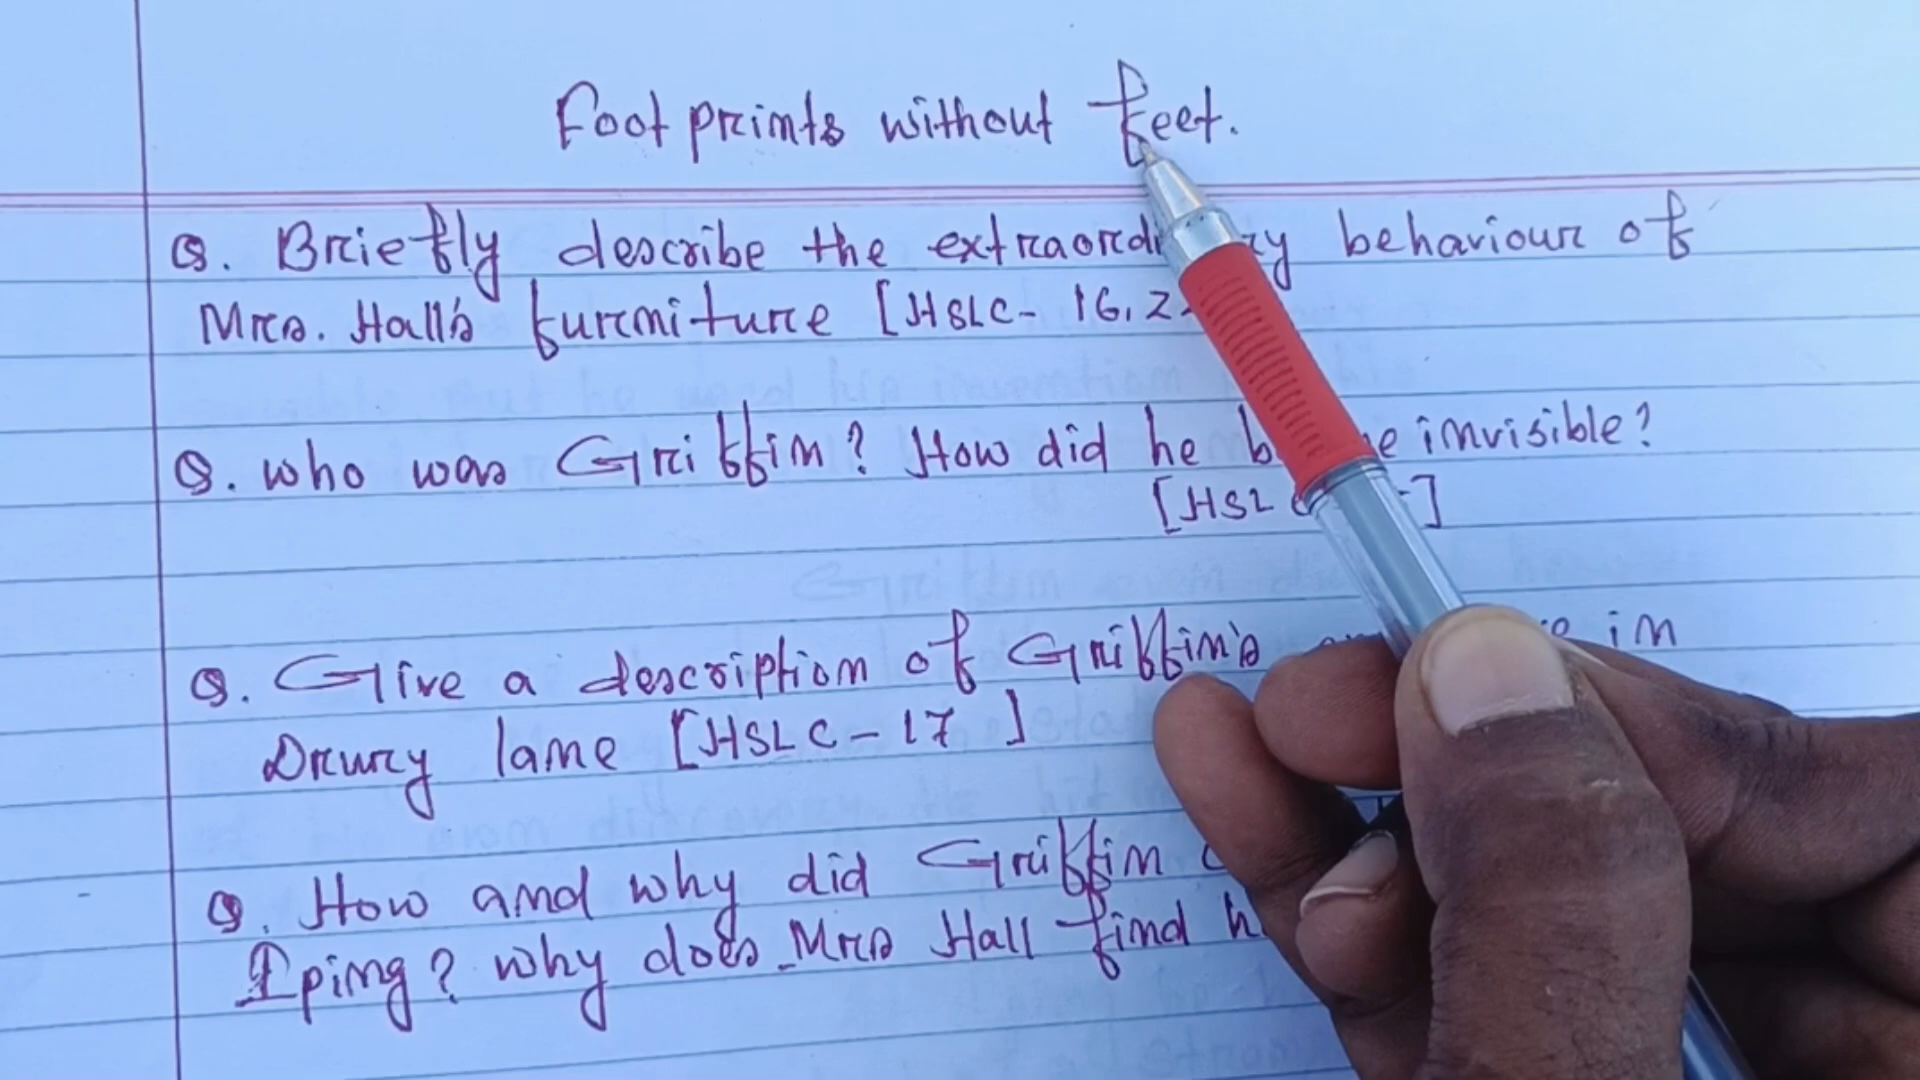 Foot prints without feet.
Q. Briefly describe the behaviour of
Mrs. Hall's furniture [HSLC- 16,
Q. who was Griffin? How did he invisible?
[HSL ]
Q. Give a description of Griffin's in
Drury lane [HSLC-17 ]
Q. How and why did Griffin
Iping? why does Mrs Hall find